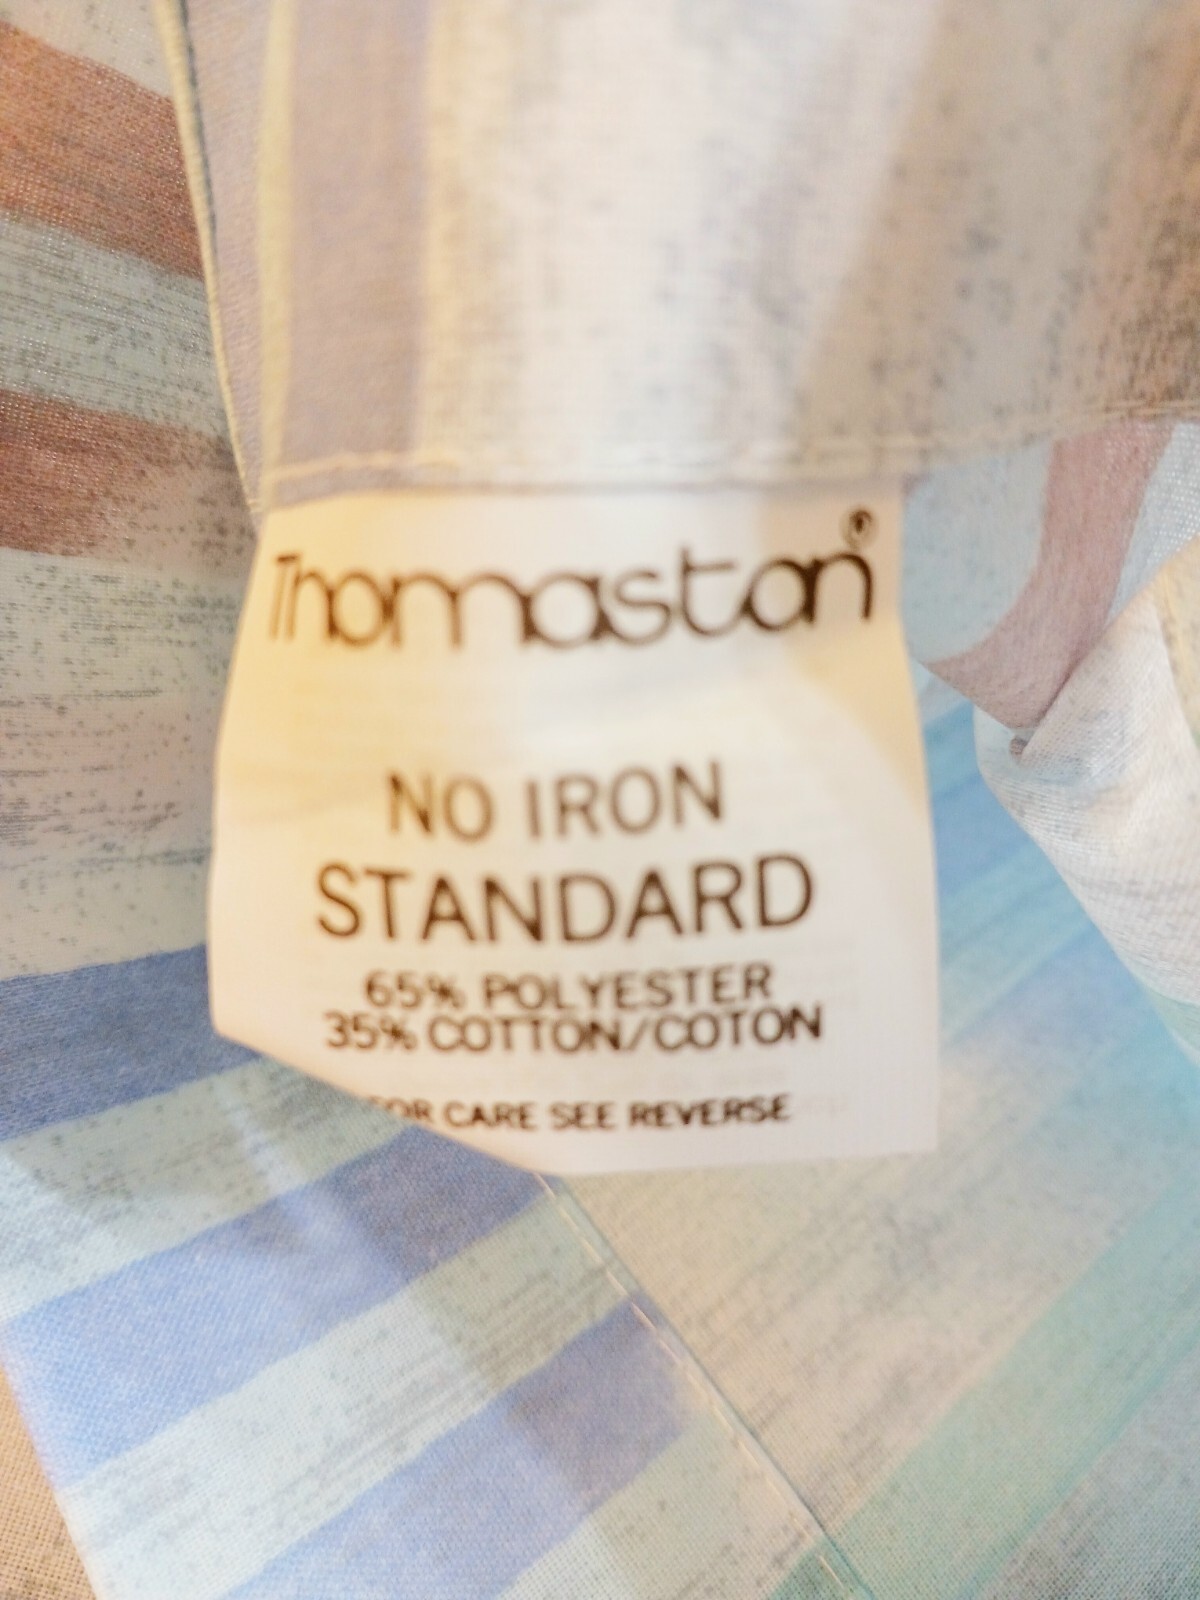 Thomaston®
NO IRON
STANDARD
65% POLYESTER
35% COTTON/COTON
FOR CARE SEE REVERSE